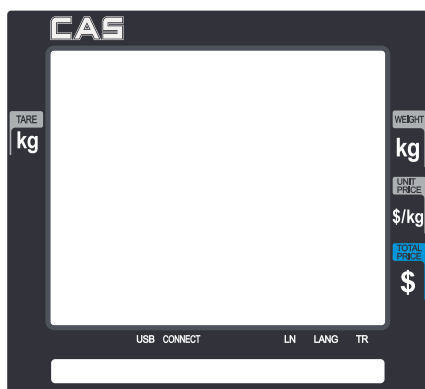 CAS
TARE
kg
WEIGHT
kg
UNIT
PRICE
$/kg
TOTAL
PRICE
$
USB CONNECT LN LANG TR